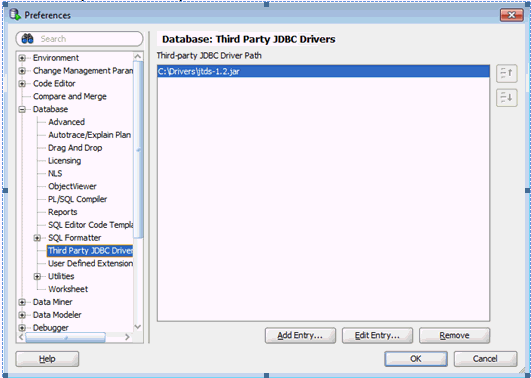 Preferences
Search
Environment
Change Management Param
Code Editor
Compare and Merge
Database
Advanced
Autotrace/Explain Plan
Drag And Drop
Licensing
NLS
ObjectViewer
PL/SQL Compiler
Reports
SQL Editor Code Templa
SQL Formatter
Third Party JDBC Driver
User Defined Extension
Utilities
Worksheet
Data Miner
Data Modeler
Debugger
Database: Third Party JDBC Drivers
Third-party JDBC Driver Path
C:\Drivers\jtds-1.2.jar
Add Entry...
Edit Entry...
Remove
Help
OK
Cancel